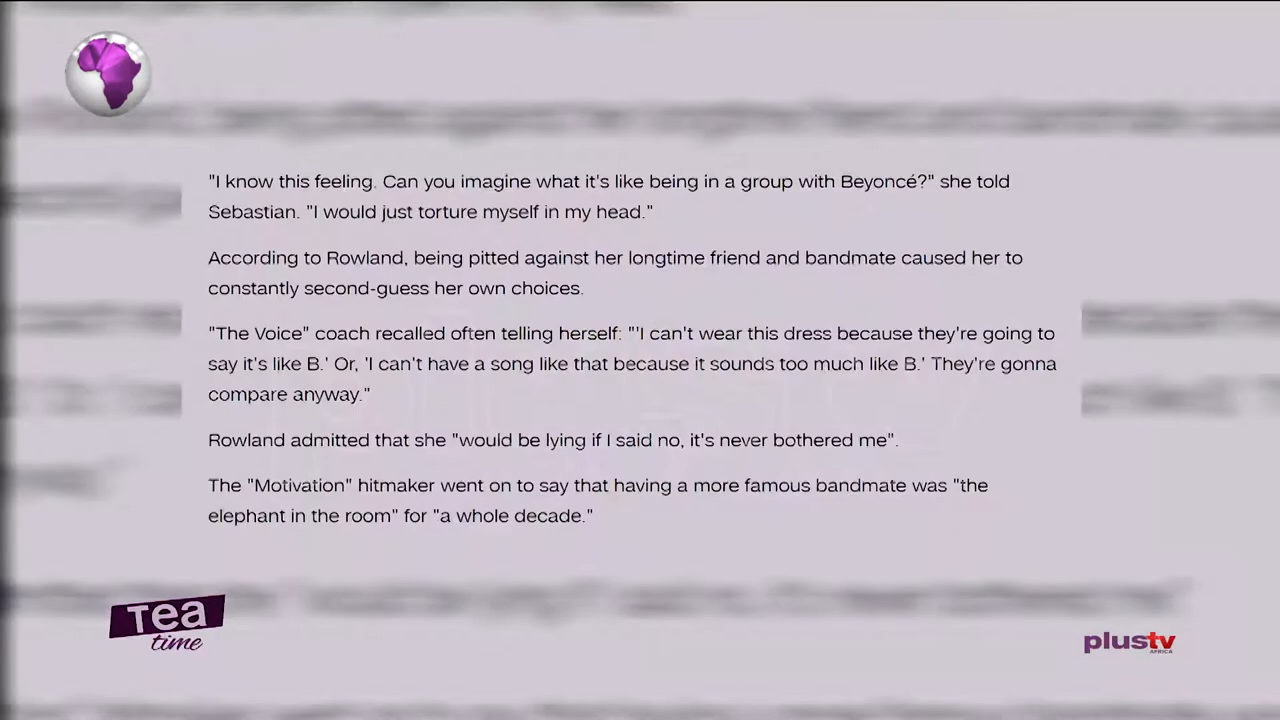 "I know this feeling. Can you imagine what it's like being in a group with Beyoncé?" she told
Sebastian. "I would just torture myself in my head."
According to Rowland, being pitted against her longtime friend and bandmate caused her to
constantly second-guess her own choices.
"The Voice" coach recalled often telling herself: "'I can't wear this dress because they're going to
say it's like B.' Or, 'I can't have a song like that because it sounds too much like B.' They're gonna
compare anyway."
Rowland admitted that she "would be lying if I said no, it's never bothered me".
The "Motivation" hitmaker went on to say that having a more famous bandmate was "the
elephant in the room" for "a whole decade."
Tea
time
plustv
AFRICA